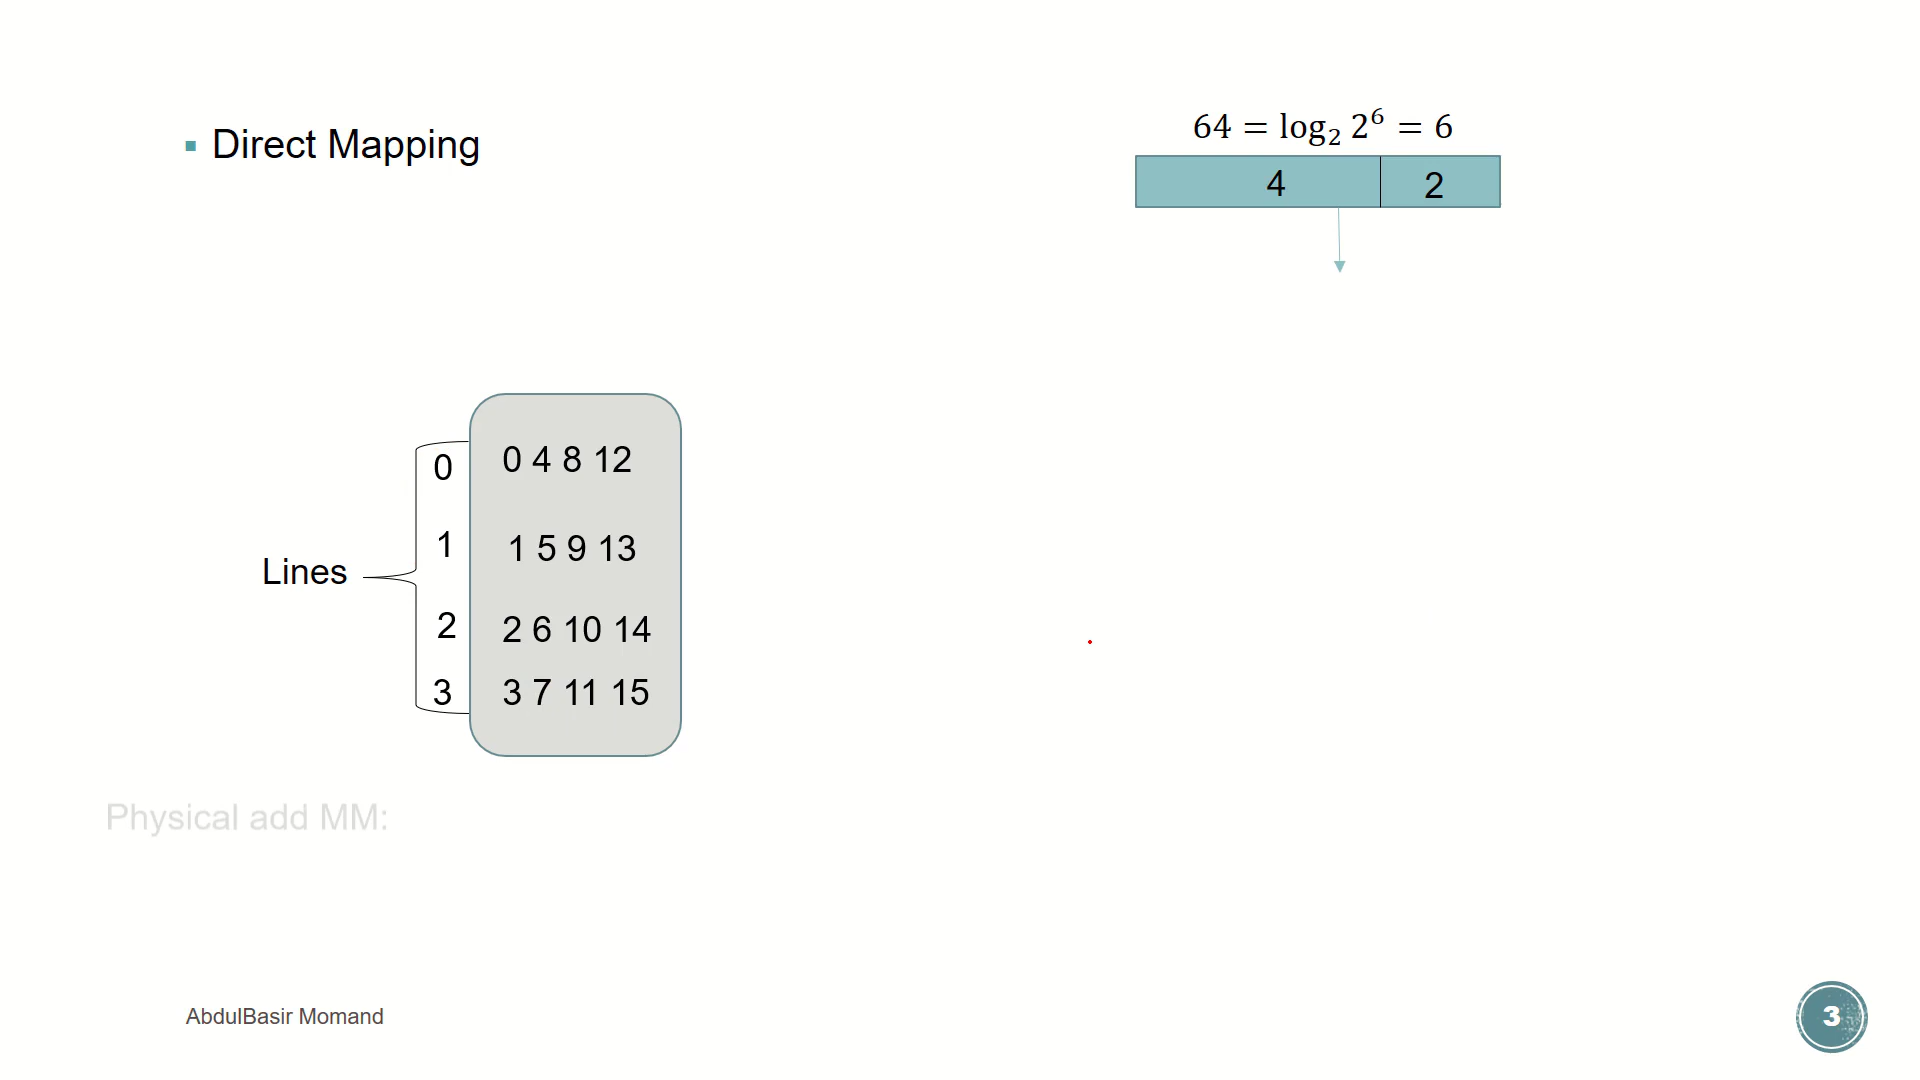 ▪ Direct Mapping
64 = log₂ 2⁶ = 6
4 2
0 0 4 8 12
1 1 5 9 13
Lines
2 2 6 10 14
3 3 7 11 15
Physical add MM:
AbdulBasir Momand
3